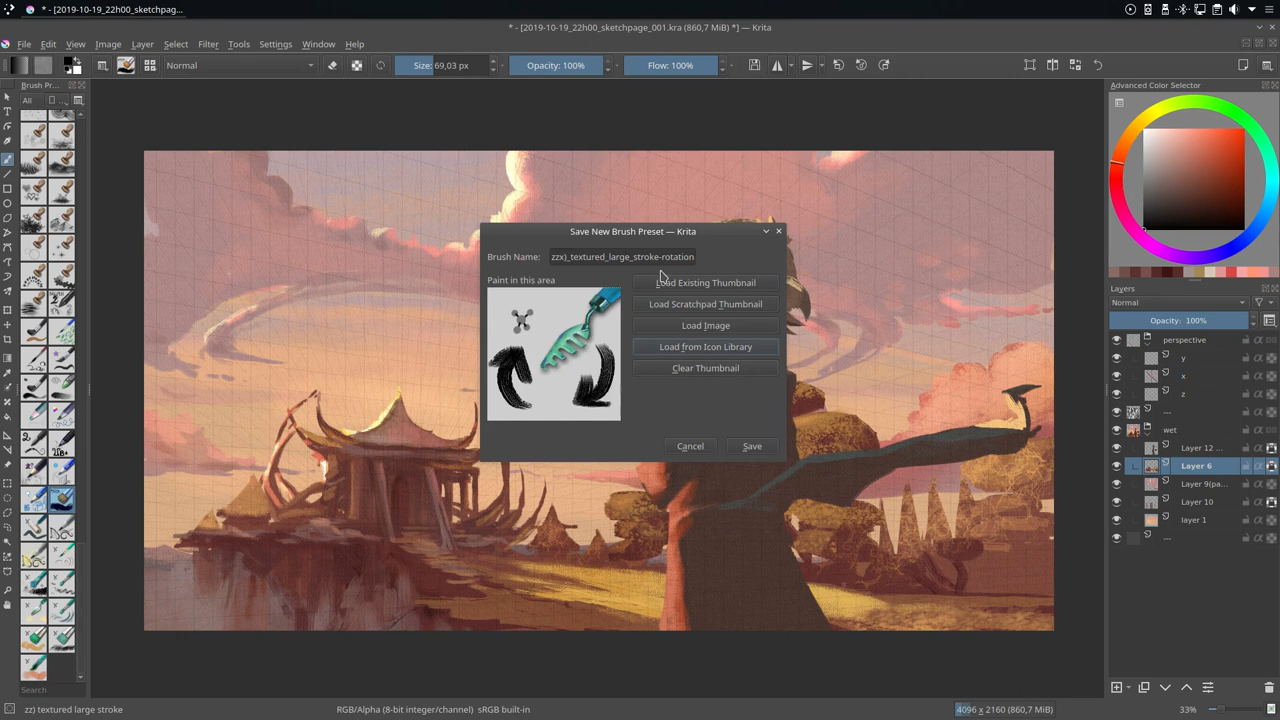 * - [2019-10-19_22h00_sketchpag...
* - [2019-10-19_22h00_sketchpage_001.kra (860,7 MiB) *] — Krita
File Edit View Image Layer Select Filter Tools Settings Window Help
Normal Size: 69,03 px Opacity: 100% Flow: 100%
Brush Pr...
All
Search
Save New Brush Preset — Krita
Brush Name: zzx)_textured_large_stroke-rotation
Paint in this area
Load Existing Thumbnail
Load Scratchpad Thumbnail
Load Image
Load from Icon Library
Clear Thumbnail
Cancel Save
Advanced Color Selector
Layers
Normal
Opacity: 100%
perspective
y
x
z
...
wet
Layer 12 ...
Layer 6
Layer 9(pa...
Layer 10
layer 1
...
zz) textured large stroke RGB/Alpha (8-bit integer/channel) sRGB built-in 4096 x 2160 (860,7 MiB) 33%